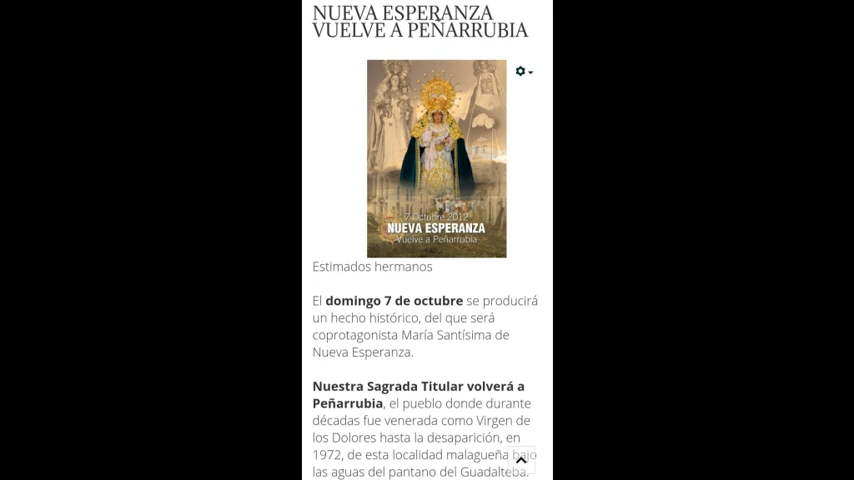 NUEVA ESPERANZA
VUELVE A PEÑARRUBIA
7 Octubre 2012
NUEVA ESPERANZA
Vuelve a Peñarrubia
Estimados hermanos
El domingo 7 de octubre se producirá
un hecho histórico, del que será
coprotagonista María Santísima de
Nueva Esperanza.
Nuestra Sagrada Titular volverá a
Peñarrubia, el pueblo donde durante
décadas fue venerada como Virgen de
los Dolores hasta la desaparición, en
1972, de esta localidad malagueña bajo
las aguas del pantano del Guadalteba.